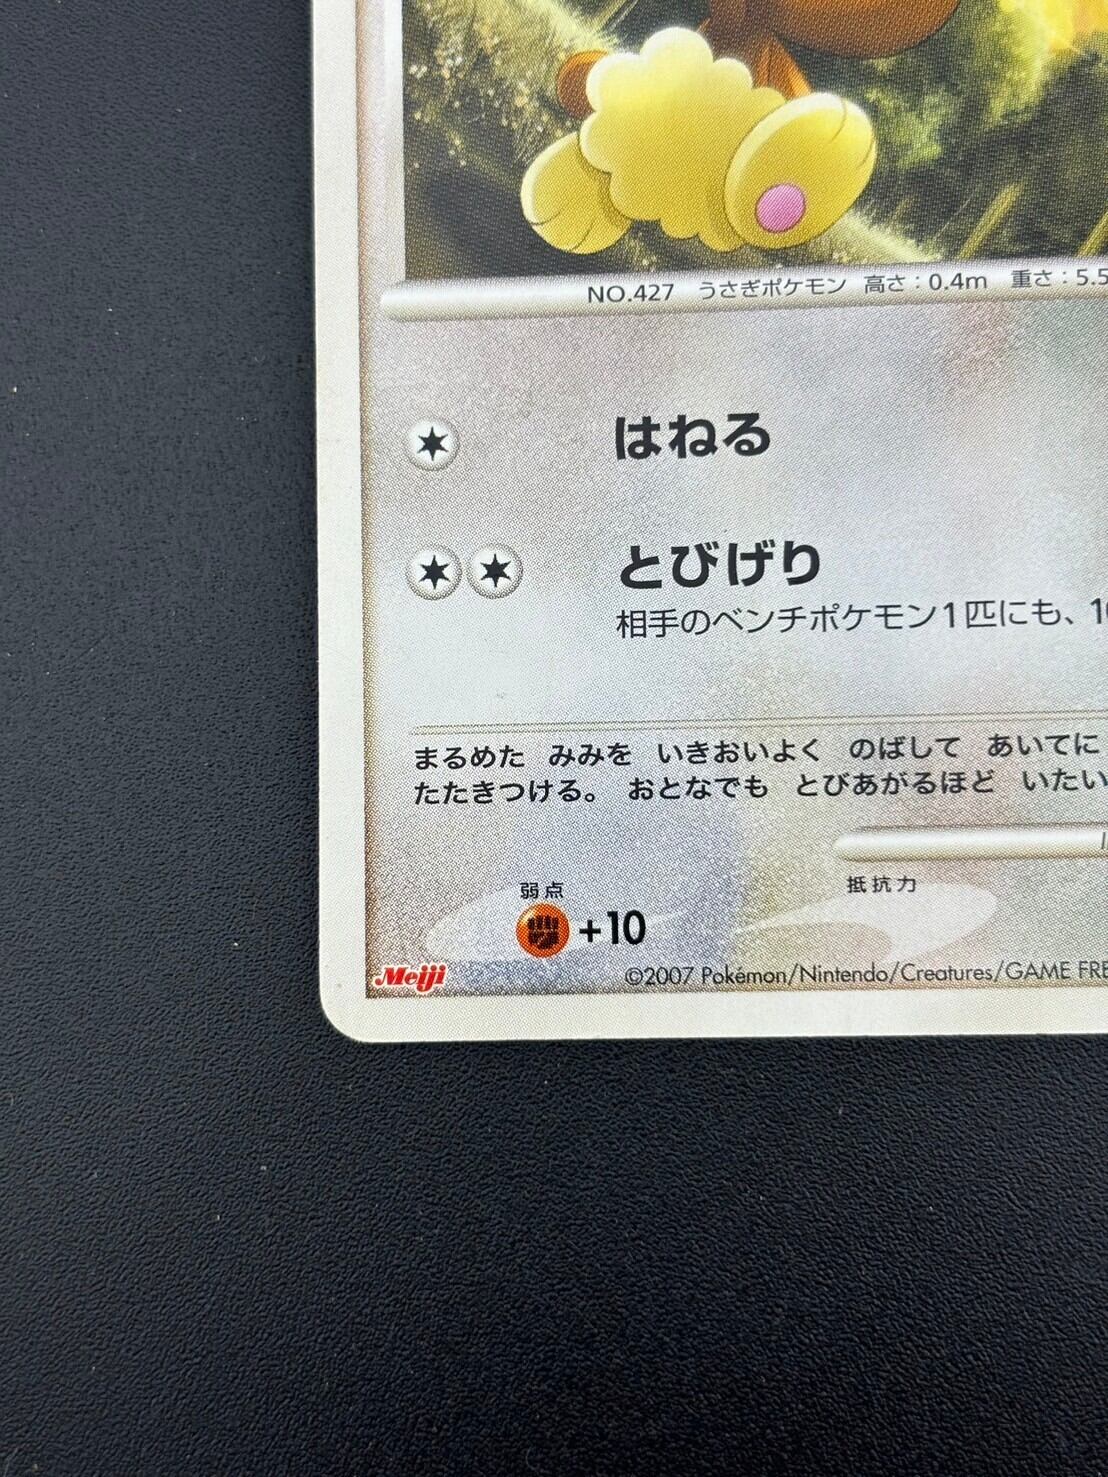 NO.427 うさぎポケモン 高さ：0.4m 重さ：5.5
はねる
とびげり
相手のベンチポケモン1匹にも、
まるめた みみを いきおいよく のばして あいてに
たたきつける。 おとなでも とびあがるほど いたい
弱点
抵抗力
+10
Meiji
©2007 Pokémon/Nintendo/Creatures/GAME FRE